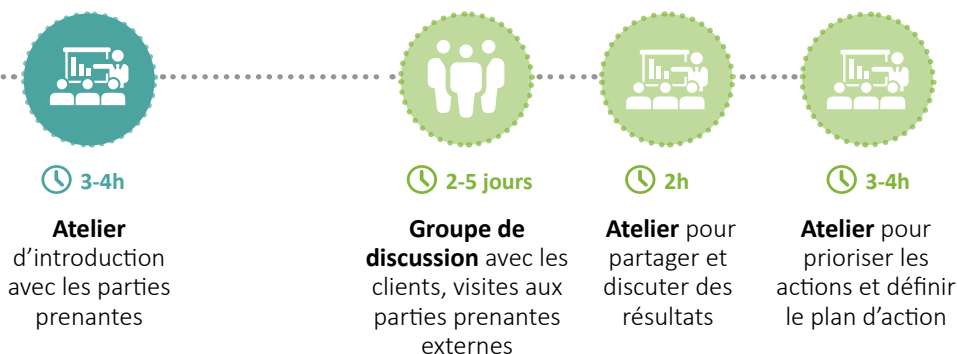 3-4h
Atelier
d’introduction
avec les parties
prenantes
2-5 jours
Groupe de
discussion avec les
clients, visites aux
parties prenantes
externes
2h
Atelier pour
partager et
discuter des
résultats
3-4h
Atelier pour
prioriser les
actions et définir
le plan d’action